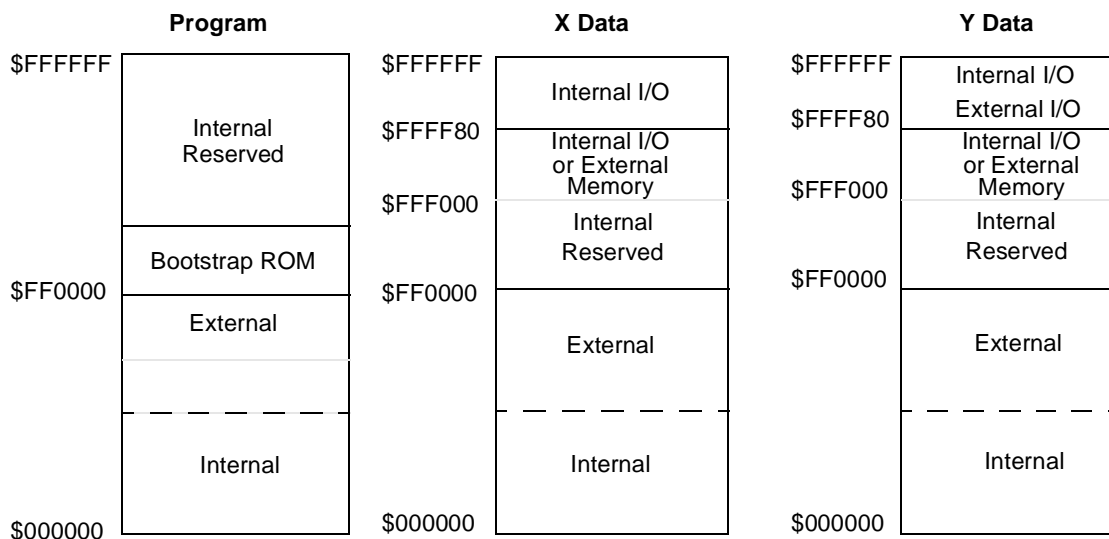 Program
$FFFFFF
Internal
Reserved
Bootstrap ROM
$FF0000
External
Internal
$000000
X Data
$FFFFFF
Internal I/O
$FFFF80
Internal I/O
or External
Memory
$FFF000
Internal
Reserved
$FF0000
External
Internal
$000000
Y Data
$FFFFFF
Internal I/O
External I/O
$FFFF80
Internal I/O
or External
Memory
$FFF000
Internal
Reserved
$FF0000
External
Internal
$000000